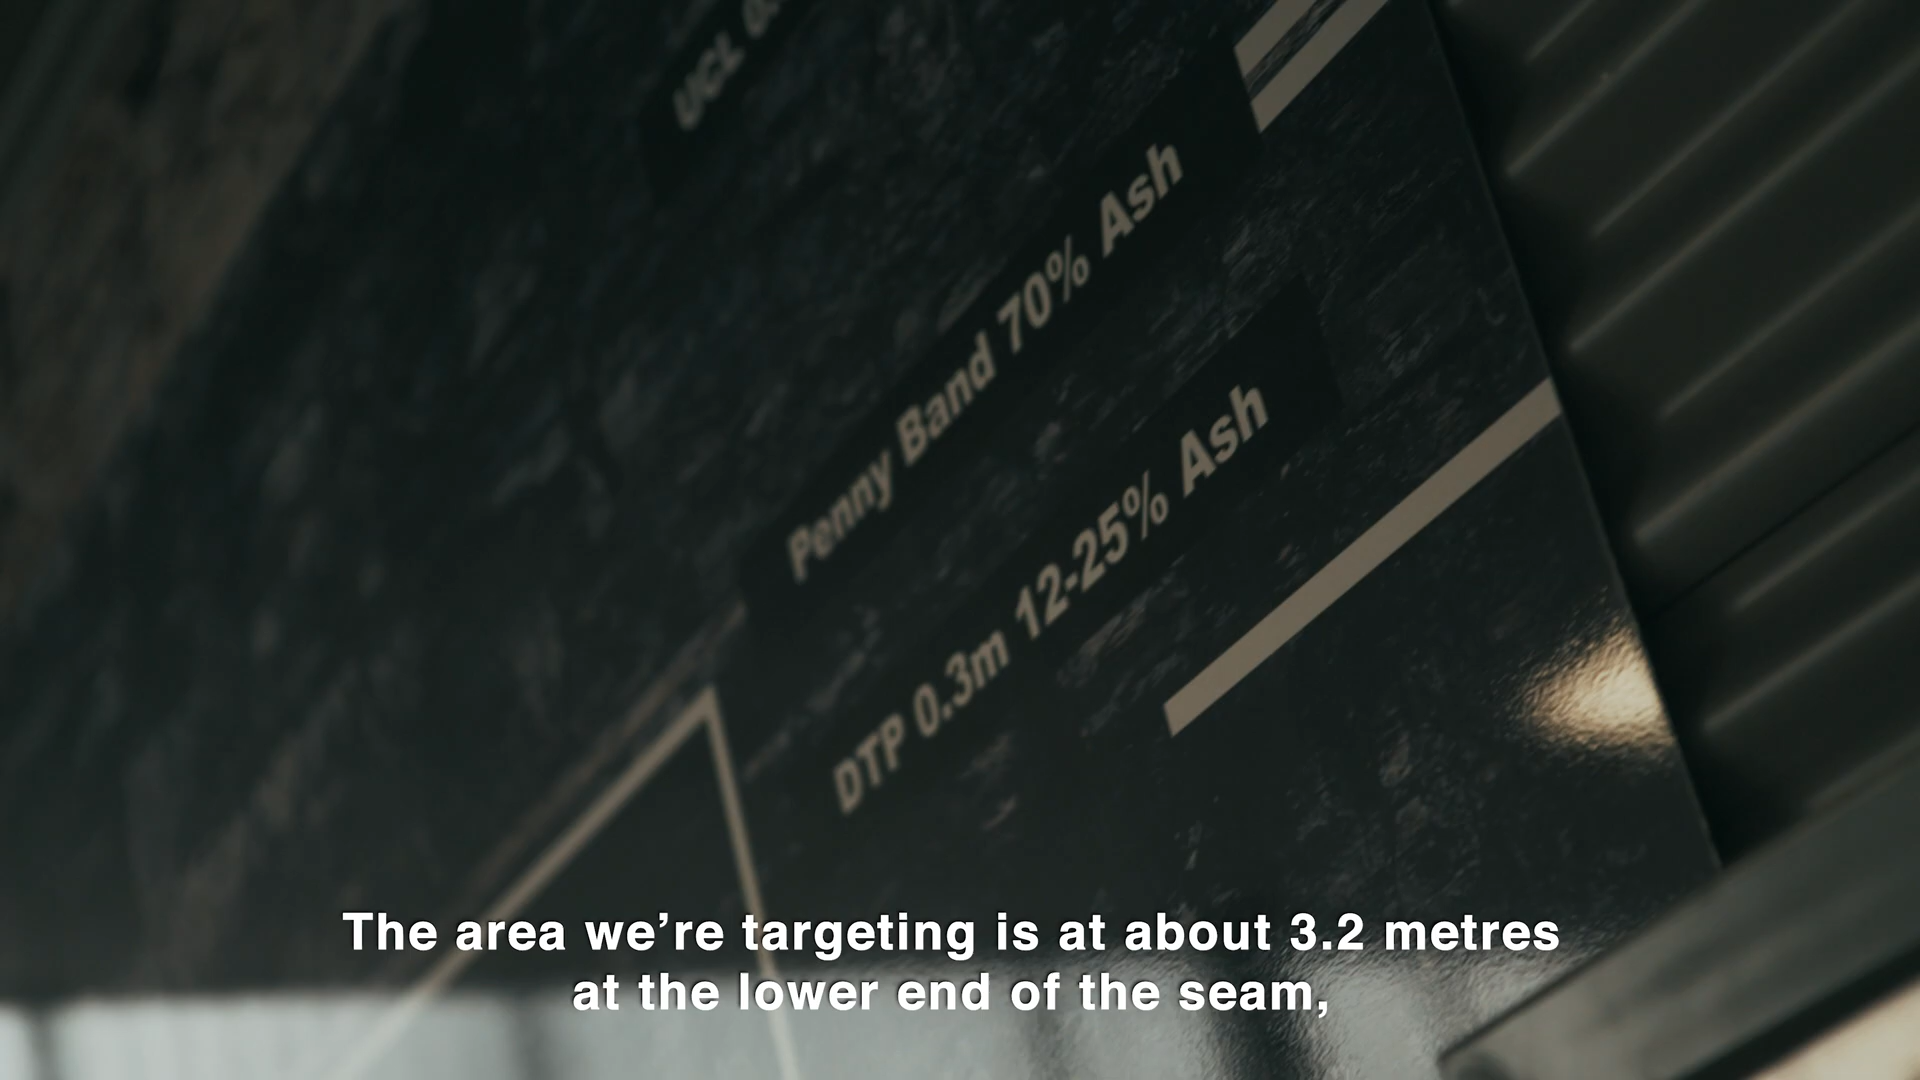 UCL
Penny Band 70% Ash
DTP 0.3m 12-25% Ash
The area we’re targeting is at about 3.2 metres
at the lower end of the seam,